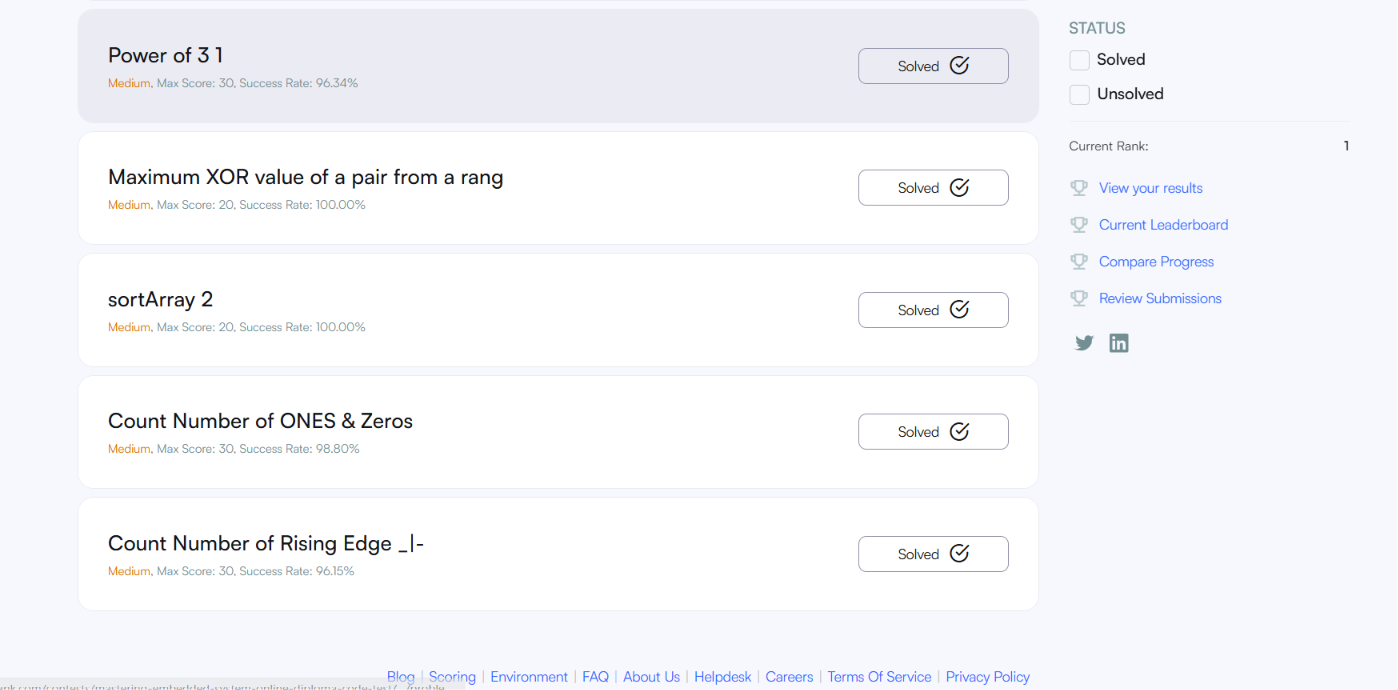 Power of 3 1
Medium, Max Score: 30, Success Rate: 96.34%
Solved
Maximum XOR value of a pair from a rang
Medium, Max Score: 20, Success Rate: 100.00%
Solved
sortArray 2
Medium, Max Score: 20, Success Rate: 100.00%
Solved
Count Number of ONES & Zeros
Medium, Max Score: 30, Success Rate: 98.80%
Solved
Count Number of Rising Edge _|-
Medium, Max Score: 30, Success Rate: 96.15%
Solved
STATUS
Solved
Unsolved
Current Rank: 1
View your results
Current Leaderboard
Compare Progress
Review Submissions
in
Blog | Scoring | Environment | FAQ | About Us | Helpdesk | Careers | Terms Of Service | Privacy Policy